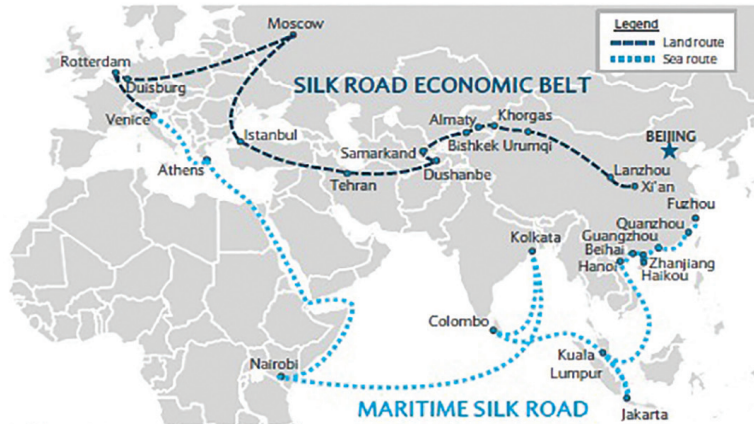 Moscow
Legend
Land route
Sea route
Rotterdam
Duisburg
SILK ROAD ECONOMIC BELT
Venice
Almaty
Khorgas
Istanbul
Bishkek
Urumqi
BEIJING
Samarkand
Athens
Tehran
Dushanbe
Lanzhou
Xi'an
Fuzhou
Quanzhou
Kolkata
Guangzhou
Beihai
Hanoi
Zhanjiang
Haikou
Colombo
Nairobi
Kuala
Lumpur
MARITIME SILK ROAD
Jakarta